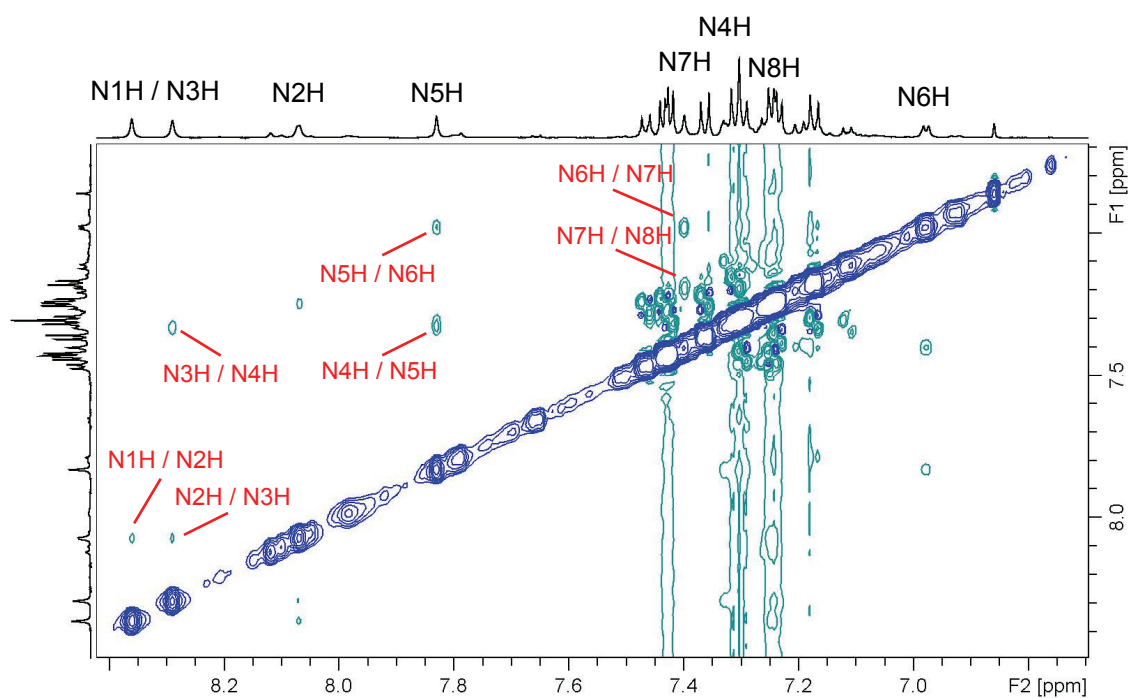 N4H
N7H
N8H
N1H / N3H
N2H
N5H
N6H
N6H / N7H
N7H / N8H
N5H / N6H
N3H / N4H
N4H / N5H
N1H / N2H
N2H / N3H
F1 [ppm]
7.5
8.0
8.2
8.0
7.8
7.6
7.4
7.2
7.0
F2 [ppm]